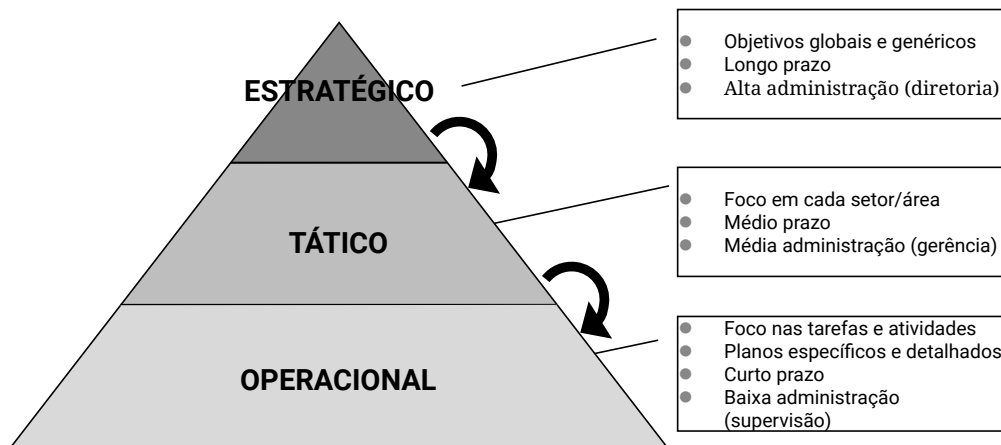 ESTRATÉGICO
● Objetivos globais e genéricos
● Longo prazo
● Alta administração (diretoria)
TÁTICO
● Foco em cada setor/área
● Médio prazo
● Média administração (gerência)
OPERACIONAL
● Foco nas tarefas e atividades
● Planos específicos e detalhados
● Curto prazo
● Baixa administração
(supervisão)